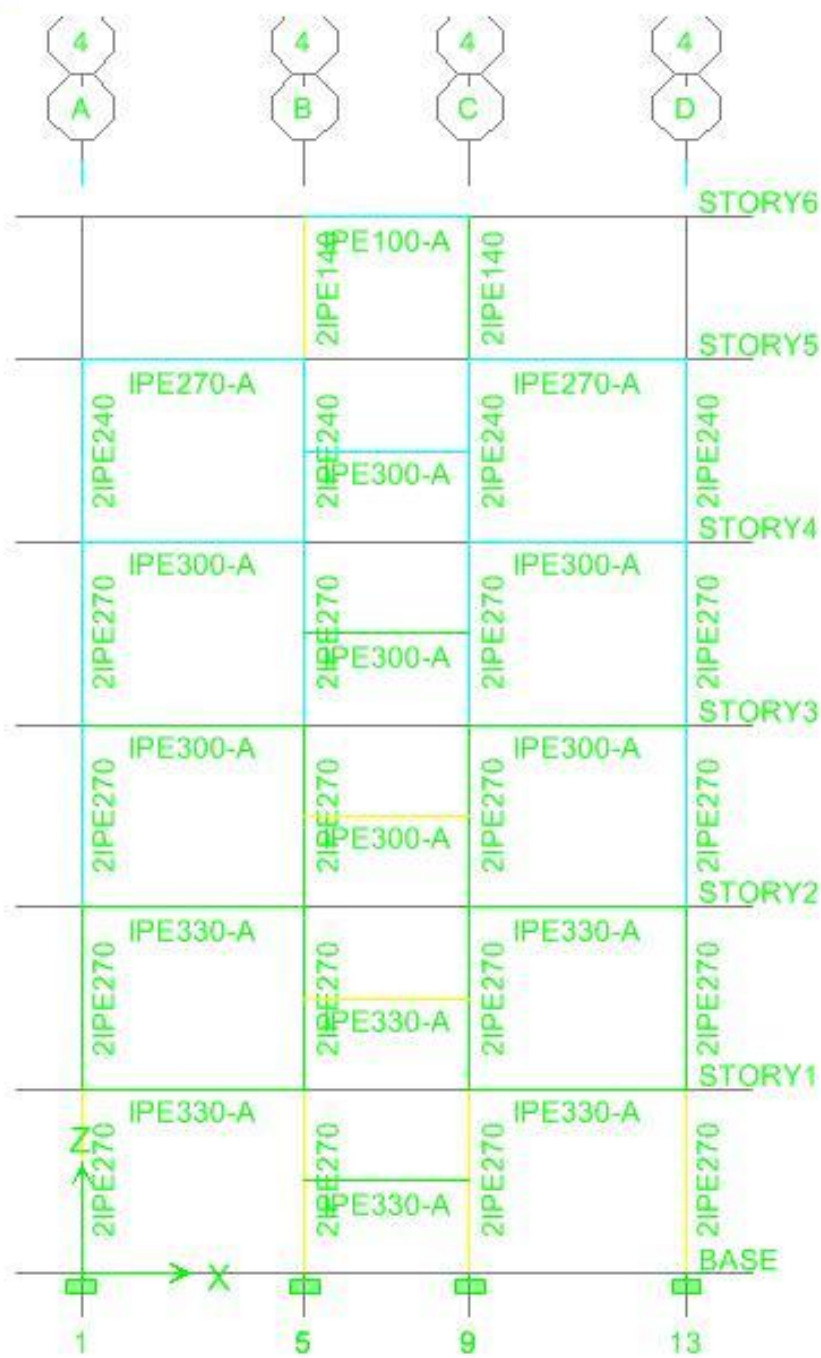 4 4 4 4
A B C D
STORY6
IPE100-A
2IPE140 2IPE140
STORY5
IPE270-A IPE270-A
2IPE240 2IPE240 2IPE240 2IPE240
IPE300-A
STORY4
IPE300-A IPE300-A
2IPE270 2IPE270 2IPE270 2IPE270
IPE300-A
STORY3
IPE300-A IPE300-A
2IPE270 2IPE270 2IPE270 2IPE270
IPE300-A
STORY2
IPE330-A IPE330-A
2IPE270 2IPE270 2IPE270 2IPE270
IPE330-A
STORY1
IPE330-A IPE330-A
Z
2IPE270 2IPE270 2IPE270 2IPE270
IPE330-A
BASE
X
1 5 9 13